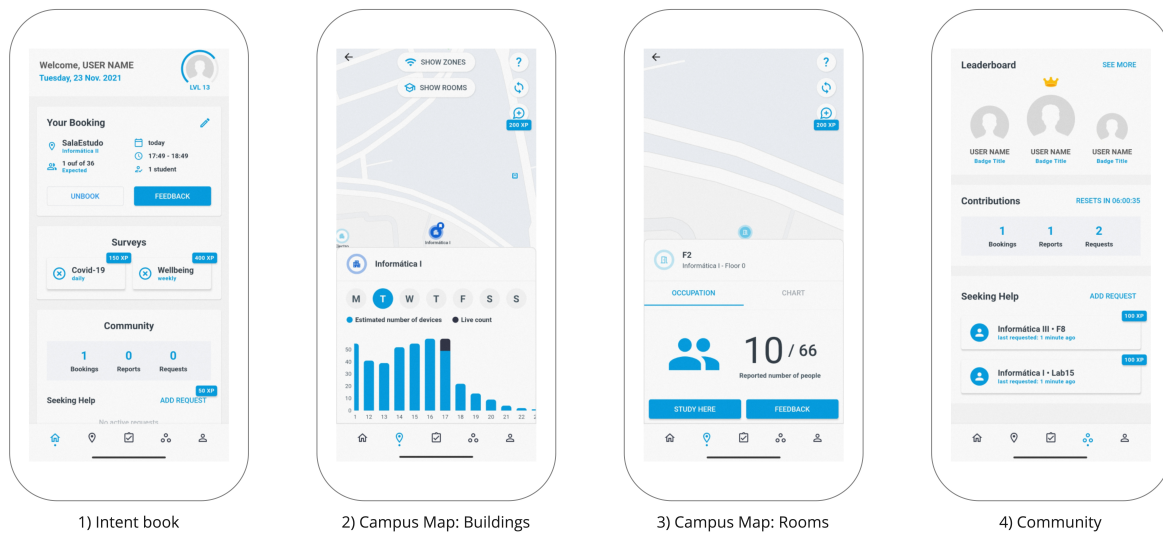 Welcome, USER NAME
Tuesday, 23 Nov. 2021
LVL 13
Your Booking
SalaEstudo
Informática II
1 ouf of 36
Expected
today
17:49 - 18:49
1 student
UNBOOK
FEEDBACK
Surveys
150 XP
Covid-19
daily
400 XP
Wellbeing
weekly
Community
1
Bookings
0
Reports
0
Requests
50 XP
Seeking Help
ADD REQUEST
No active requests
1) Intent book
SHOW ZONES
SHOW ROOMS
?
200 XP
Informática I
Informática I
M T W T F S S
Estimated number of devices
Live count
50
40
30
20
10
0
1 12 13 14 15 16 17 18 19 20 21 22 2
2) Campus Map: Buildings
?
200 XP
F2
Informática I - Floor 0
OCCUPATION
CHART
10 / 66
Reported number of people
STUDY HERE
FEEDBACK
3) Campus Map: Rooms
Leaderboard
SEE MORE
USER NAME
Badge Title
USER NAME
Badge Title
USER NAME
Badge Title
Contributions
RESETS IN 06:00:35
1
Bookings
1
Reports
2
Requests
Seeking Help
ADD REQUEST
100 XP
Informática III • F8
last requested: 1 minute ago
100 XP
Informática I • Lab15
last requested: 1 minute ago
4) Community